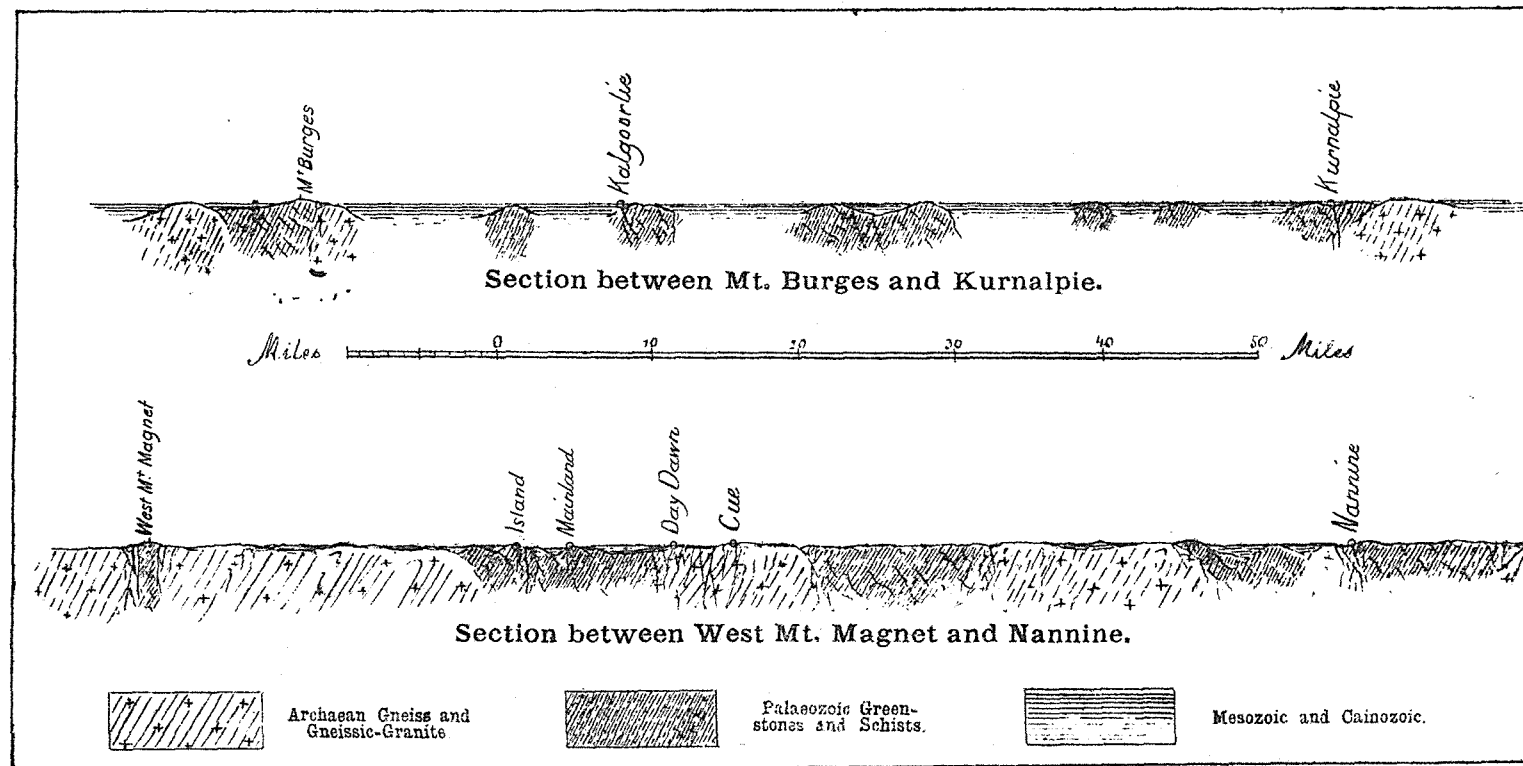 Mt Burges
Kalgoorlie
Kurnalpie
Section between Mt. Burges and Kurnalpie.
Miles 0 10 20 30 40 50 Miles
West Mt Magnet
Island
Mainland
Day Dawn
Cue
Nannine
Section between West Mt. Magnet and Nannine.
Archaean Gneiss and
Gneissic-Granite
Palaeozoic Green-
stones and Schists.
Mesozoic and Cainozoic.